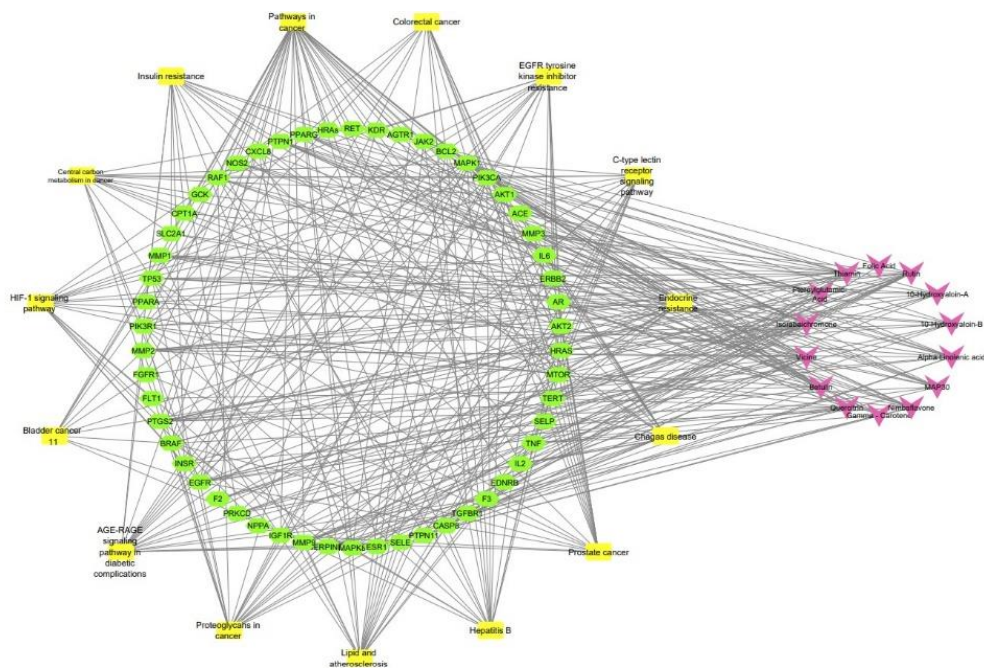 Pathways in
cancer
Colorectal cancer
Insulin resistance
EGFR tyrosine
kinase inhibitor
resistance
Central carbon
metabolism in cancer
C-type lectin
receptor
signaling
pathway
HIF-1 signaling
pathway
Endocrine
resistance
Bladder cancer
11
Chagas disease
AGE-RAGE
signaling
pathway in
diabetic
complications
Prostate cancer
Proteoglycans in
cancer
Hepatitis B
Lipid and
atherosclerosis
RET
KDR
AGTR1
JAK2
BCL2
MAPK1
PIK3CA
AKT1
ACE
MMP3
IL6
ERBB2
AR
AKT2
HRAS
MTOR
TERT
SELP
TNF
IL2
EDNRB
F3
TGFBR1
CASP8
PTPN11
SELE
ESR1
MMP9
IGF1R
NPPA
PRKCD
F2
EGFR
INSR
BRAF
PTGS2
FLT1
FGFR1
MMP2
PIK3R1
PPARA
TP53
MMP1
SLC2A1
CPT1A
GCK
RAF1
NOS2
CXCL8
PTPN1
PPARG
HRAs
Folic Acid
Thiamin
Rutin
Pteroylglutamic
Acid
10-Hydroxyaloin-A
Isorabaichromone
10-Hydroxyaloin-B
Vicine
Alpha Linolenic acid
Betulin
MAP30
Quercitrin
Nimboflavone
Gamma - Carotene